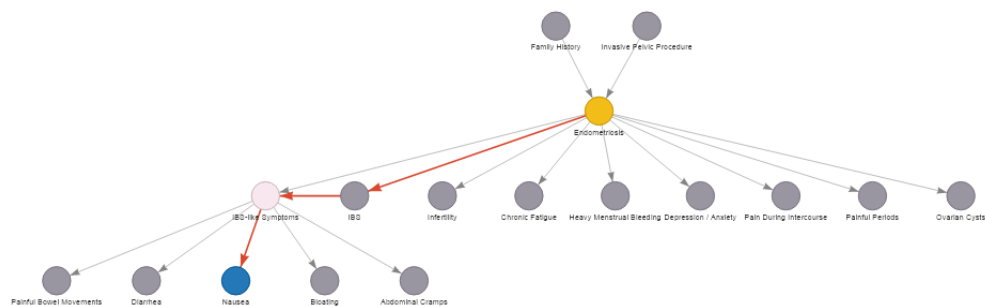 Family History
Invasive Pelvic Procedure
Endometriosis
IBS-like Symptoms
IBS
Infertility
Chronic Fatigue
Heavy Menstrual Bleeding
Depression / Anxiety
Pain During Intercourse
Painful Periods
Ovarian Cysts
Painful Bowel Movements
Diarrhea
Nausea
Bloating
Abdominal Cramps